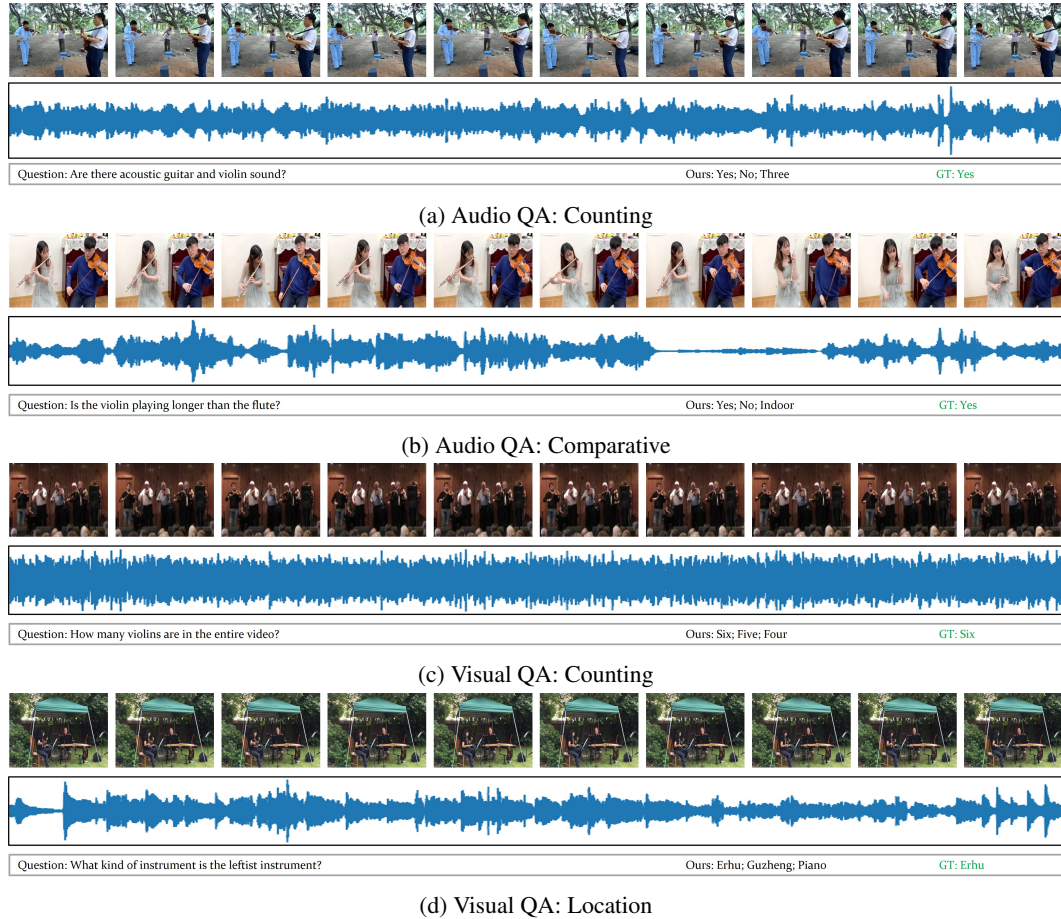 Question: Are there acoustic guitar and violin sound? Ours: Yes; No; Three GT: Yes
(a) Audio QA: Counting
Question: Is the violin playing longer than the flute? Ours: Yes; No; Indoor GT: Yes
(b) Audio QA: Comparative
Question: How many violins are in the entire video? Ours: Six; Five; Four GT: Six
(c) Visual QA: Counting
Question: What kind of instrument is the leftist instrument? Ours: Erhu; Guzheng; Piano GT: Erhu
(d) Visual QA: Location